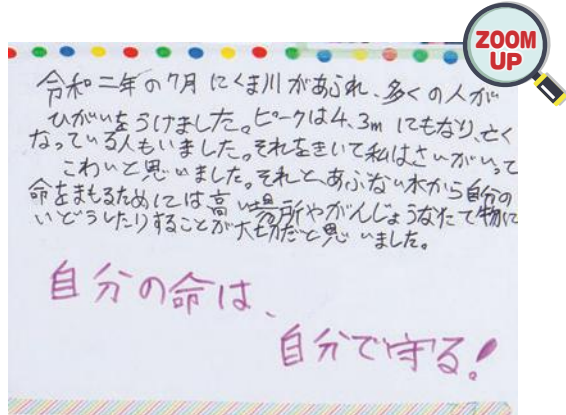 ZOOM
UP
令和二年の7月にくま川があふれ、多くの人が
ひがいをうけました。ピークは4.3mにもなり、亡く
なっている人もいました。それをきいて私はさいがいって
こわいと思いました。それと、あぶない水から自分の
命をまもるためには高い場所やがんじょうなたて物に
いどうしたりすることが大切だと思いました。
自分の命は、
自分で守る!